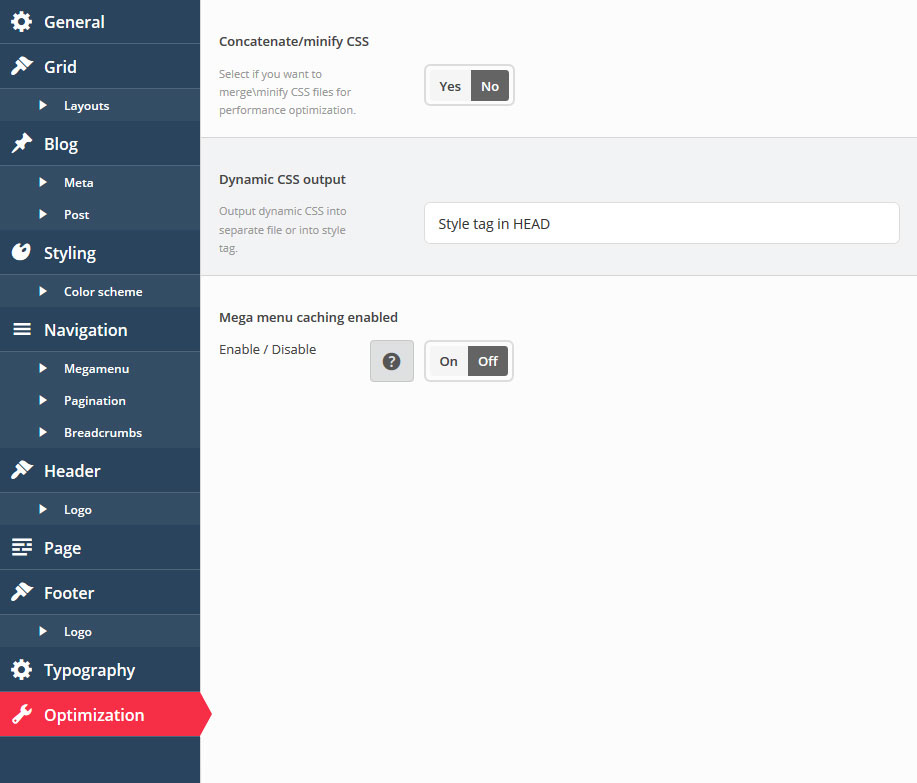 General
Grid
Layouts
Blog
Meta
Post
Styling
Color scheme
Navigation
Megamenu
Pagination
Breadcrumbs
Header
Logo
Page
Footer
Logo
Typography
Optimization
Concatenate/minify CSS
Select if you want to
merge\minify CSS files for
performance optimization.
Yes No
Dynamic CSS output
Output dynamic CSS into
separate file or into style
tag.
Style tag in HEAD
Mega menu caching enabled
Enable / Disable
?
On Off